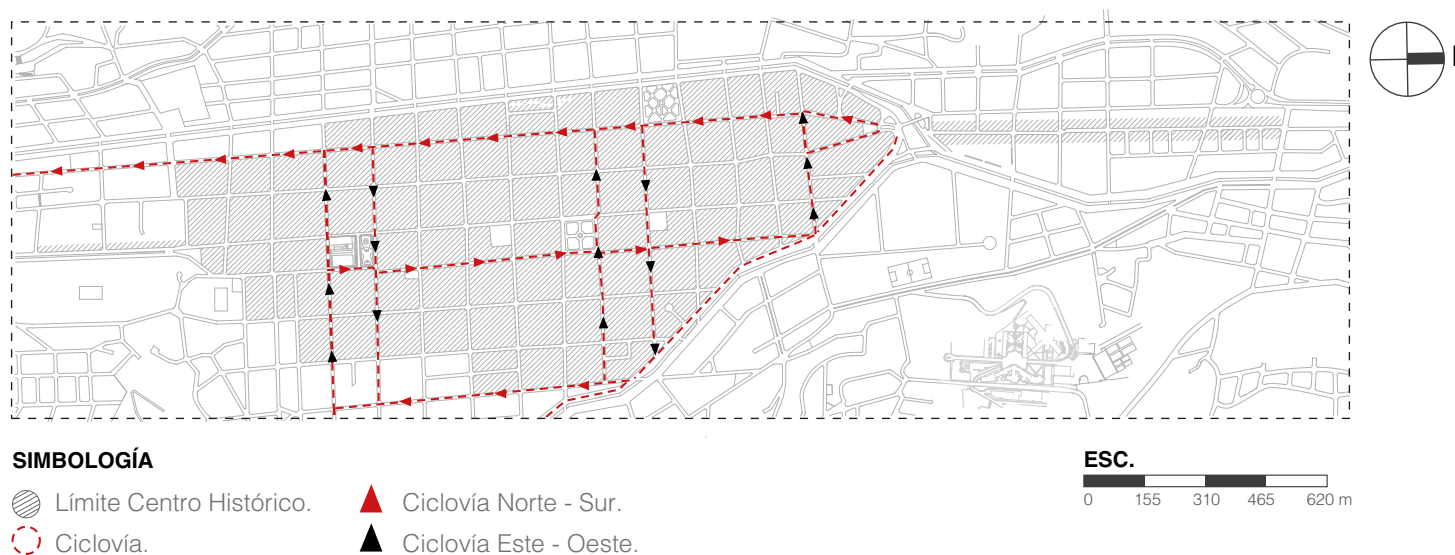 SIMBOLOGÍA
Límite Centro Histórico.
Ciclovía.
Ciclovía Norte - Sur.
Ciclovía Este - Oeste.
ESC.
0 155 310 465 620 m